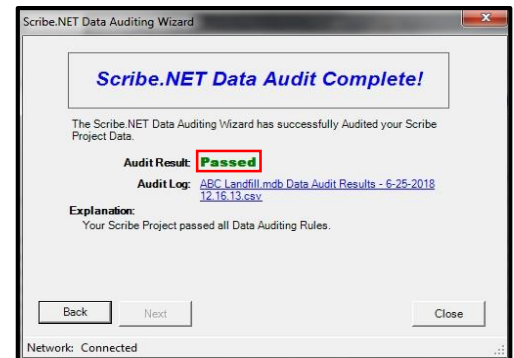 Scribe.NET Data Auditing Wizard
x
Scribe.NET Data Audit Complete!
The Scribe.NET Data Auditing Wizard has successfully Audited your Scribe
Project Data.
Audit Result: Passed
Audit Log: ABC Landfill.mdb Data Audit Results - 6-25-2018
12.16.13.csv
Explanation:
Your Scribe Project passed all Data Auditing Rules.
Back Next Close
Network: Connected